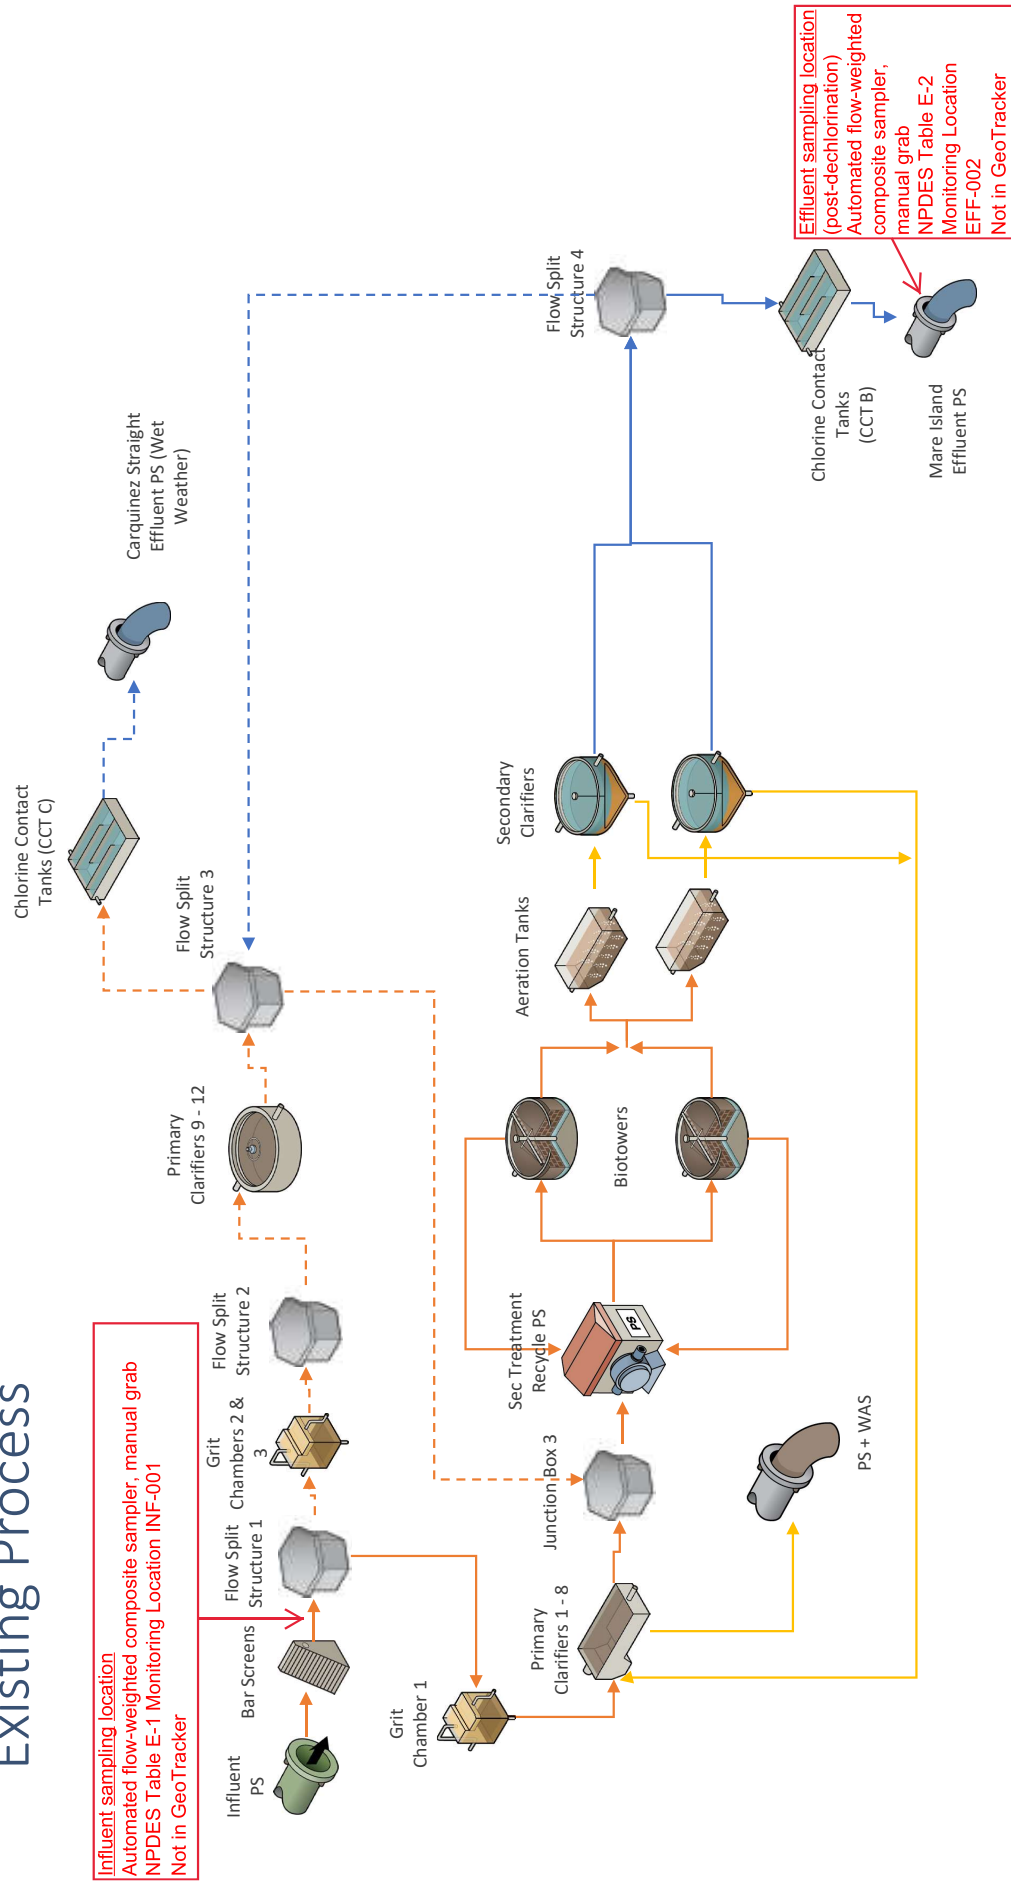 Existing Process
Influent sampling location
Automated flow-weighted composite sampler, manual grab
NPDES Table E-1 Monitoring Location INF-001
Not in GeoTracker
Influent
PS
Bar Screens
Flow Split
Structure 1
Grit
Chambers 2 &
3
Flow Split
Structure 2
Primary
Clarifiers 9 - 12
Flow Split
Structure 3
Chlorine Contact
Tanks (CCT C)
Carquinez Straight
Effluent PS (Wet
Weather)
Grit
Chamber 1
Primary
Clarifiers 1 - 8
Junction Box 3
Sec Treatment
Recycle PS
PS
Biotowers
Aeration Tanks
Secondary
Clarifiers
Flow Split
Structure 4
Chlorine Contact
Tanks
(CCT B)
Mare Island
Effluent PS
PS + WAS
Effluent sampling location
(post-dechlorination)
Automated flow-weighted
composite sampler,
manual grab
NPDES Table E-2
Monitoring Location
EFF-002
Not in GeoTracker